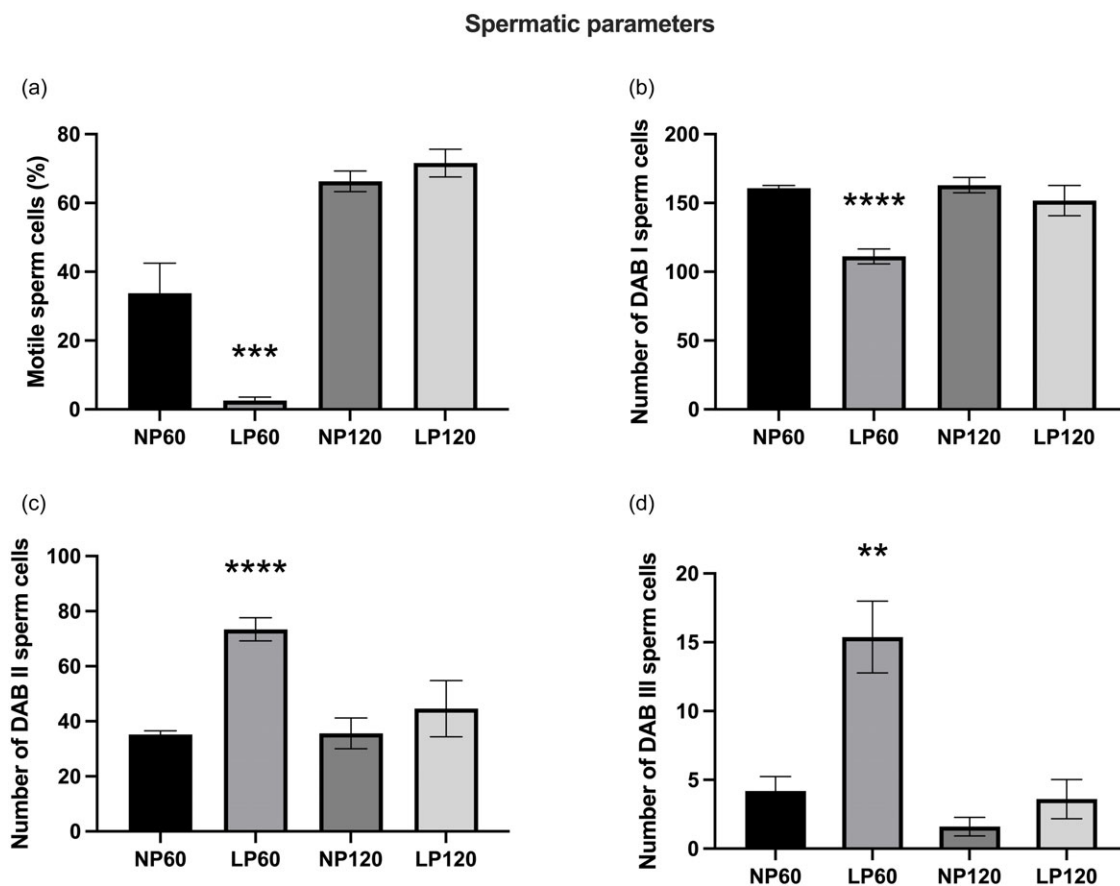 Spermatic parameters
(a)
Motile sperm cells (%)
80
60
40
20
0
***
NP60 LP60 NP120 LP120
(b)
Number of DAB I sperm cells
200
150
100
50
0
****
NP60 LP60 NP120 LP120
(c)
Number of DAB II sperm cells
100
80
60
40
20
0
****
NP60 LP60 NP120 LP120
(d)
Number of DAB III sperm cells
20
15
10
5
0
**
NP60 LP60 NP120 LP120